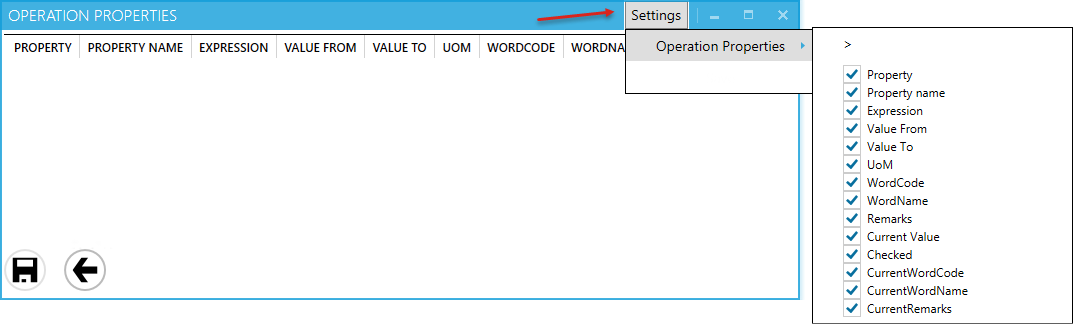 OPERATION PROPERTIES Settings
PROPERTY PROPERTY NAME EXPRESSION VALUE FROM VALUE TO UOM WORDCODE WORDNA
Operation Properties
>
Property
Property name
Expression
Value From
Value To
UoM
WordCode
WordName
Remarks
Current Value
Checked
CurrentWordCode
CurrentWordName
CurrentRemarks